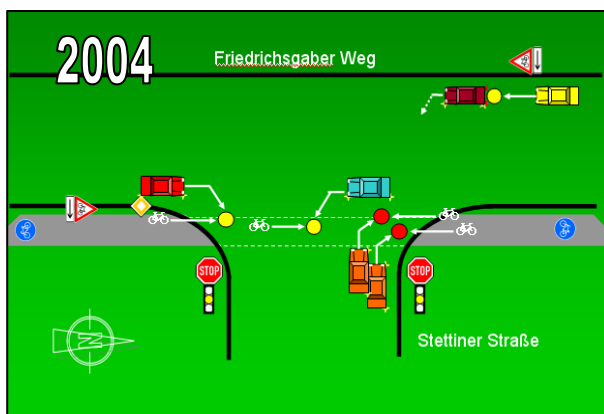 2004
Friedrichsgaber Weg
STOP
STOP
Stettiner Straße
N